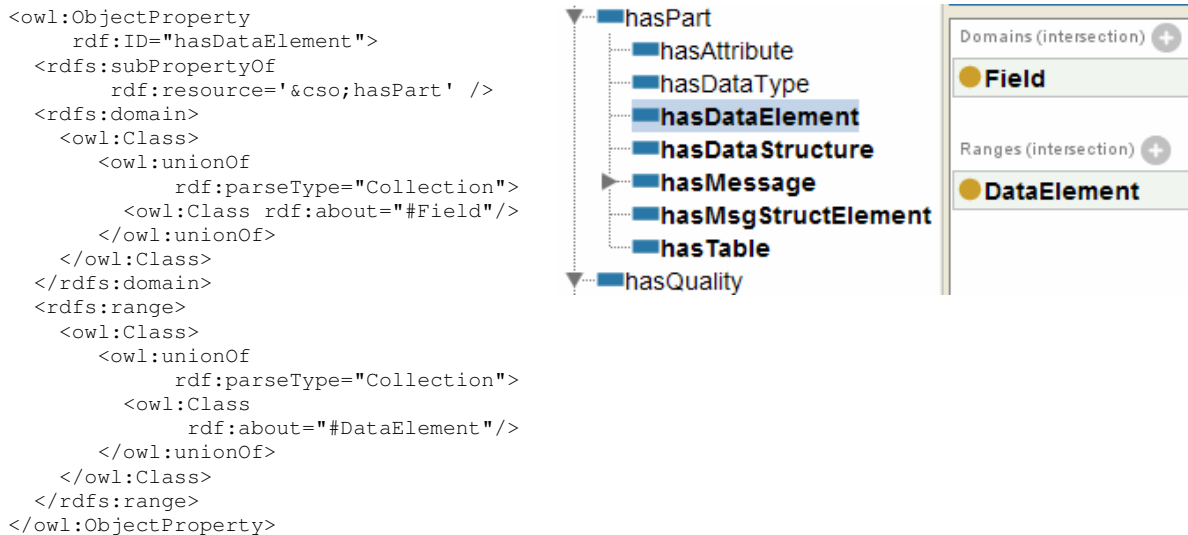 <owl:ObjectProperty
rdf:ID="hasDataElement">
<rdfs:subPropertyOf
rdf:resource='&cso;hasPart' />
<rdfs:domain>
<owl:Class>
<owl:unionOf
rdf:parseType="Collection">
<owl:Class rdf:about="#Field"/>
</owl:unionOf>
</owl:Class>
</rdfs:domain>
<rdfs:range>
<owl:Class>
<owl:unionOf
rdf:parseType="Collection">
<owl:Class
rdf:about="#DataElement"/>
</owl:unionOf>
</owl:Class>
</rdfs:range>
</owl:ObjectProperty>
hasPart
hasAttribute
hasDataType
hasDataElement
hasDataStructure
hasMessage
hasMsgStructElement
hasTable
hasQuality
Domains (intersection)
Field
Ranges (intersection)
DataElement